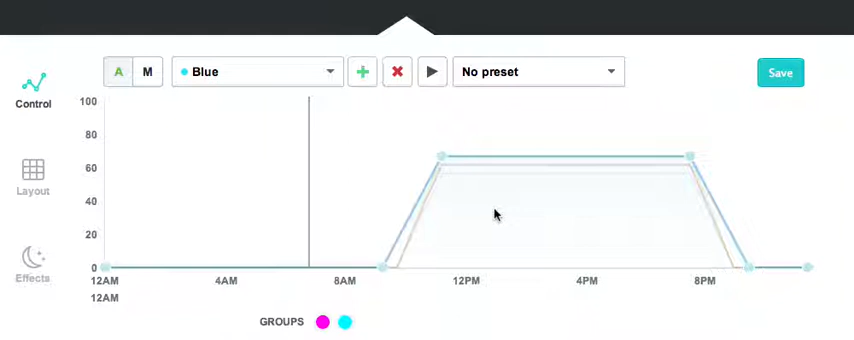 A M Blue No preset Save
Control
Layout
Effects
100
80
60
40
20
0
12AM 4AM 8AM 12PM 4PM 8PM
12AM
GROUPS